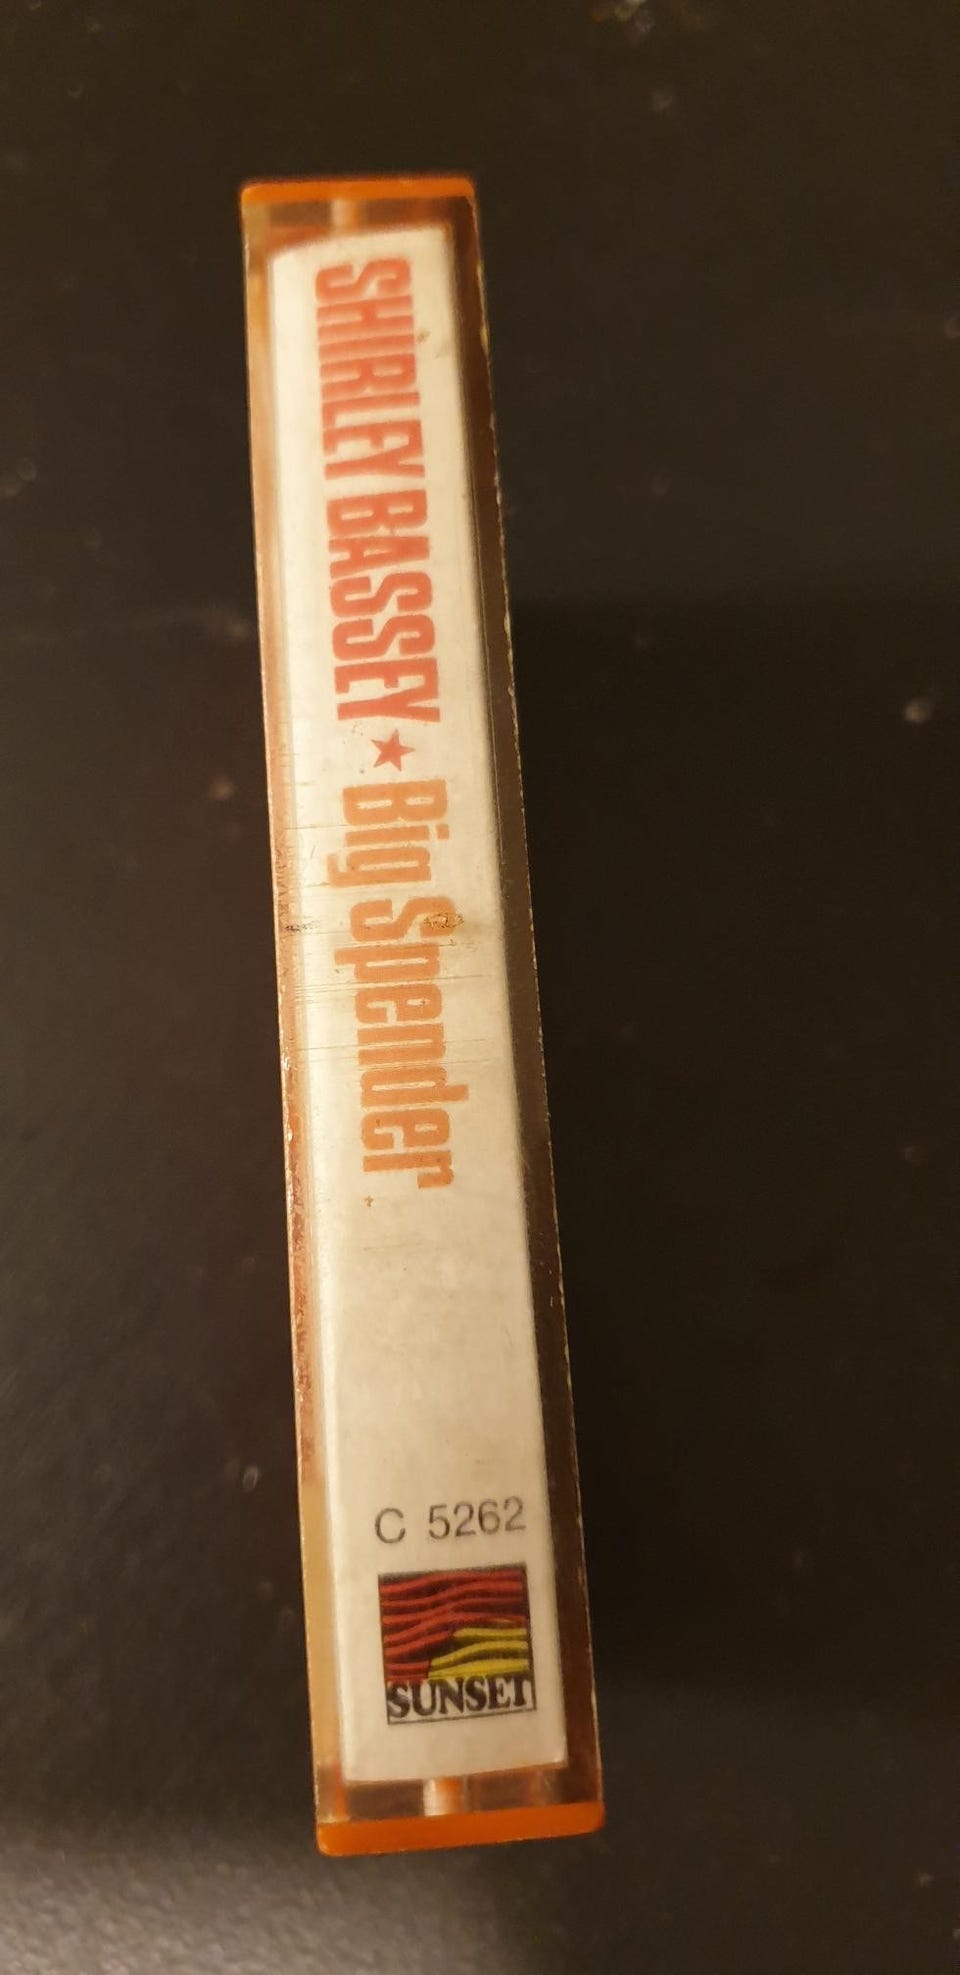 SHIRLEY BASSEY ★ Big Spender
C 5262
SUNSET